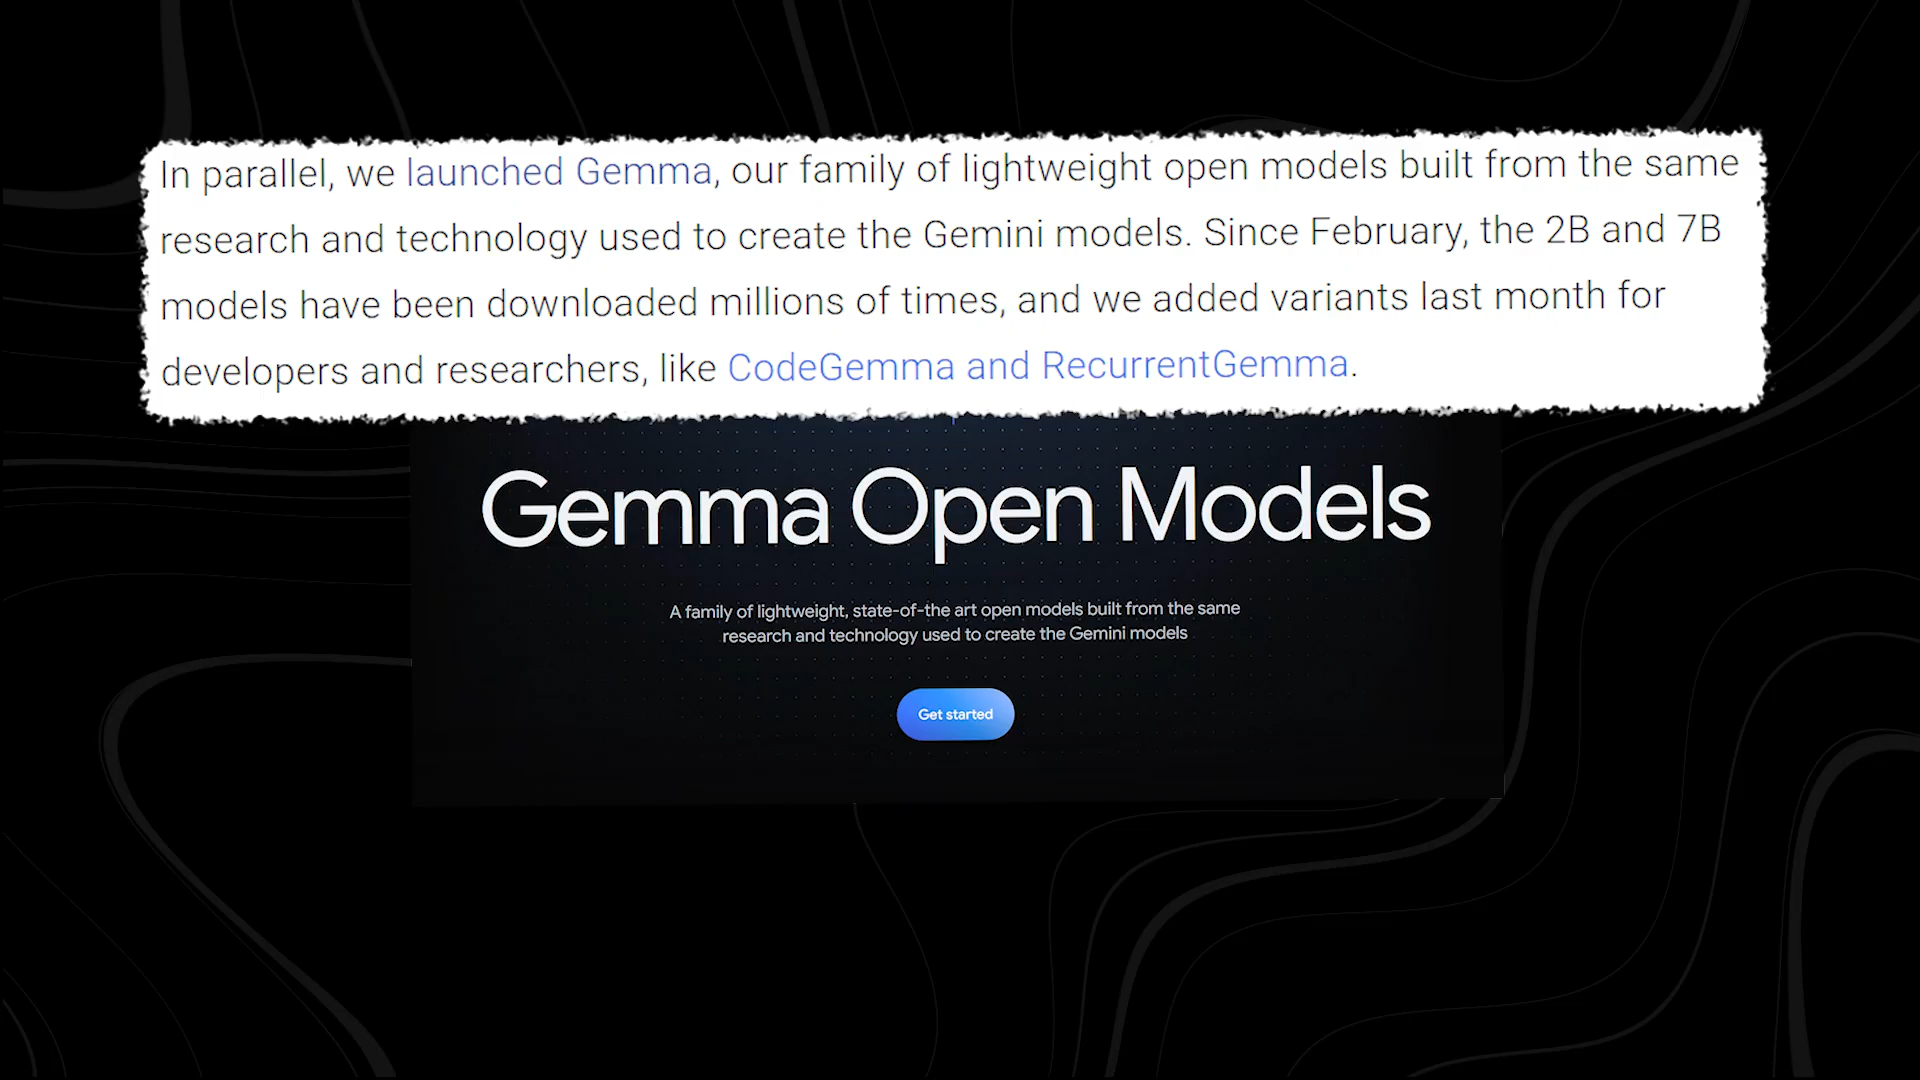 In parallel, we launched Gemma, our family of lightweight open models built from the same
research and technology used to create the Gemini models. Since February, the 2B and 7B
models have been downloaded millions of times, and we added variants last month for
developers and researchers, like CodeGemma and RecurrentGemma.
Gemma Open Models
A family of lightweight, state-of-the art open models built from the same
research and technology used to create the Gemini models
Get started